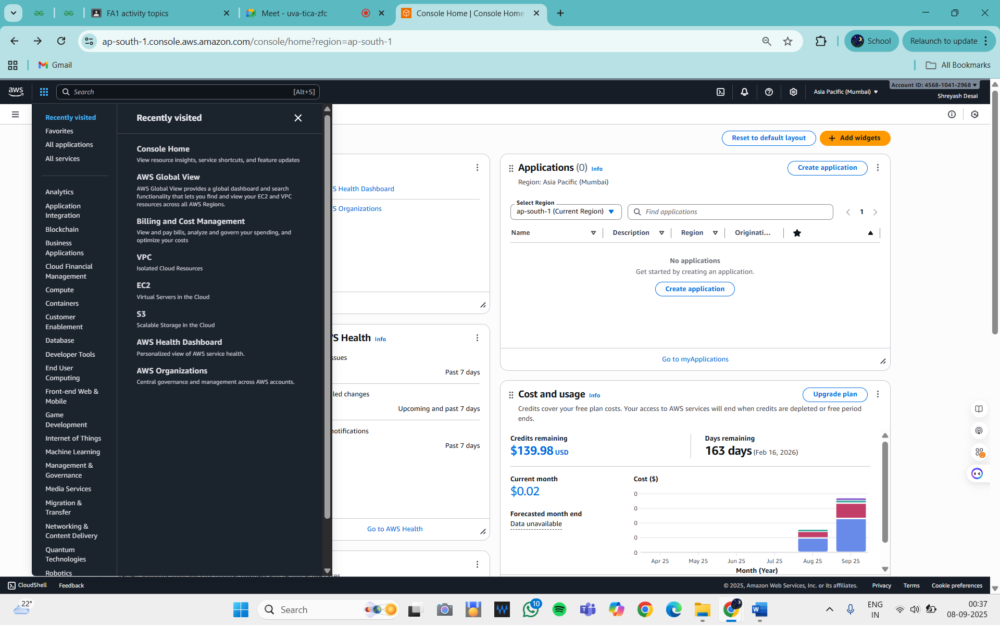 FA1 activity topics
Meet - uva-tica-zfc
Console Home | Console Home
ap-south-1.console.aws.amazon.com/console/home?region=ap-south-1
School
Relaunch to update
Gmail
All Bookmarks
aws
Search
[Alt+S]
Asia Pacific (Mumbai)
Account ID: 4568-1041-2968
Shreyash Desai
Recently visited
Favorites
All applications
All services
Analytics
Application
Integration
Blockchain
Business
Applications
Cloud Financial
Management
Compute
Containers
Customer
Enablement
Database
Developer Tools
End User
Computing
Front-end Web &
Mobile
Game
Development
Internet of Things
Machine Learning
Management &
Governance
Media Services
Migration &
Transfer
Networking &
Content Delivery
Quantum
Technologies
Robotics
Recently visited
Console Home
View resource insights, service shortcuts, and feature updates
AWS Global View
AWS Global View provides a global dashboard and search
functionality that lets you find and view your EC2 and VPC
resources across all AWS Regions.
Billing and Cost Management
View and pay bills, analyze and govern your spending, and
optimize your costs
VPC
Isolated Cloud Resources
EC2
Virtual Servers in the Cloud
S3
Scalable Storage in the Cloud
AWS Health Dashboard
Personalized view of AWS service health.
AWS Organizations
Central governance and management across AWS accounts.
Reset to default layout
Add widgets
S Health Dashboard
S Organizations
S Health Info
ssues
Past 7 days
led changes
Upcoming and past 7 days
notifications
Past 7 days
Go to AWS Health
Applications (0) Info
Create application
Region: Asia Pacific (Mumbai)
Select Region
ap-south-1 (Current Region)
Find applications
1
Name
Description
Region
Originati...
No applications
Get started by creating an application.
Create application
Go to myApplications
Cost and usage Info
Upgrade plan
Credits cover your free plan costs. Your access to AWS services will end when credits are depleted or free period
ends.
Credits remaining
$139.98 USD
Days remaining
163 days (Feb 16, 2026)
Current month
$0.02
Forecasted month end
Data unavailable
Cost ($)
0
0
0
0
0
Apr 25
May 25
Jun 25
Jul 25
Aug 25
Sep 25
Month (Year)
CloudShell
Feedback
© 2025, Amazon Web Services, Inc. or its affiliates.
Privacy
Terms
Cookie preferences
22°
Search
10
ENG
IN
00:37
08-09-2025